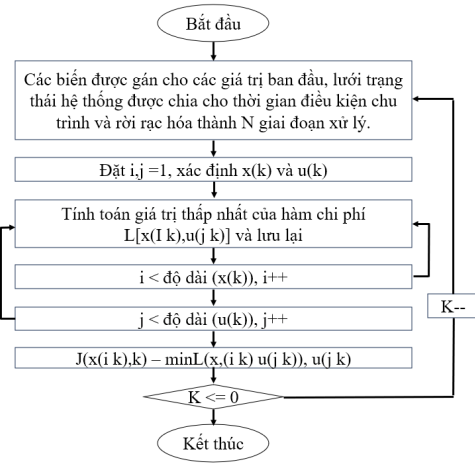 Bắt đầu
Các biến được gán cho các giá trị ban đầu, lưới trạng
thái hệ thống được chia cho thời gian điều kiện chu
trình và rời rạc hóa thành N giai đoạn xử lý.
Đặt i,j =1, xác định x(k) và u(k)
Tính toán giá trị thấp nhất của hàm chi phí
L[x(I k),u(j k)] và lưu lại
i < độ dài (x(k)), i++
j < độ dài (u(k)), j++
K--
J(x(i k),k) – minL(x,(i k) u(j k)), u(j k)
K <= 0
Kết thúc